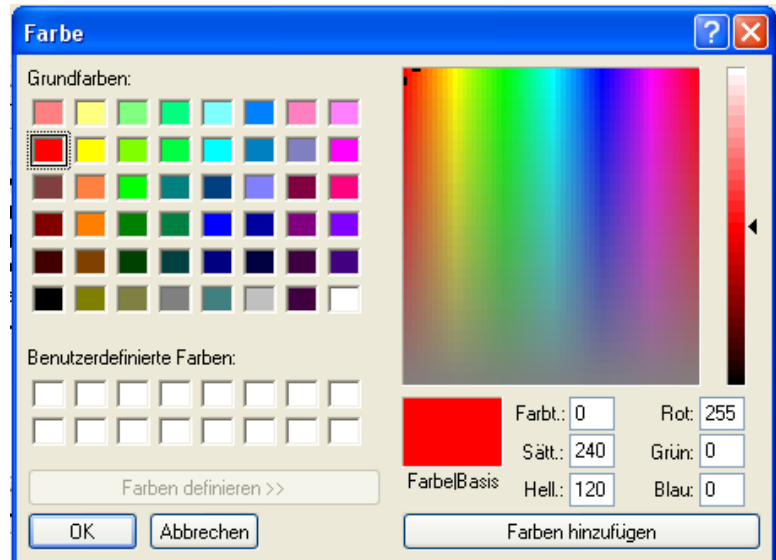 Farbe
Grundfarben:
Benutzerdefinierte Farben:
Farben definieren >>
OK Abbrechen
Farbe|Basis
Farbt.: 0 Rot: 255
Sätt.: 240 Grün: 0
Hell.: 120 Blau: 0
Farben hinzufügen